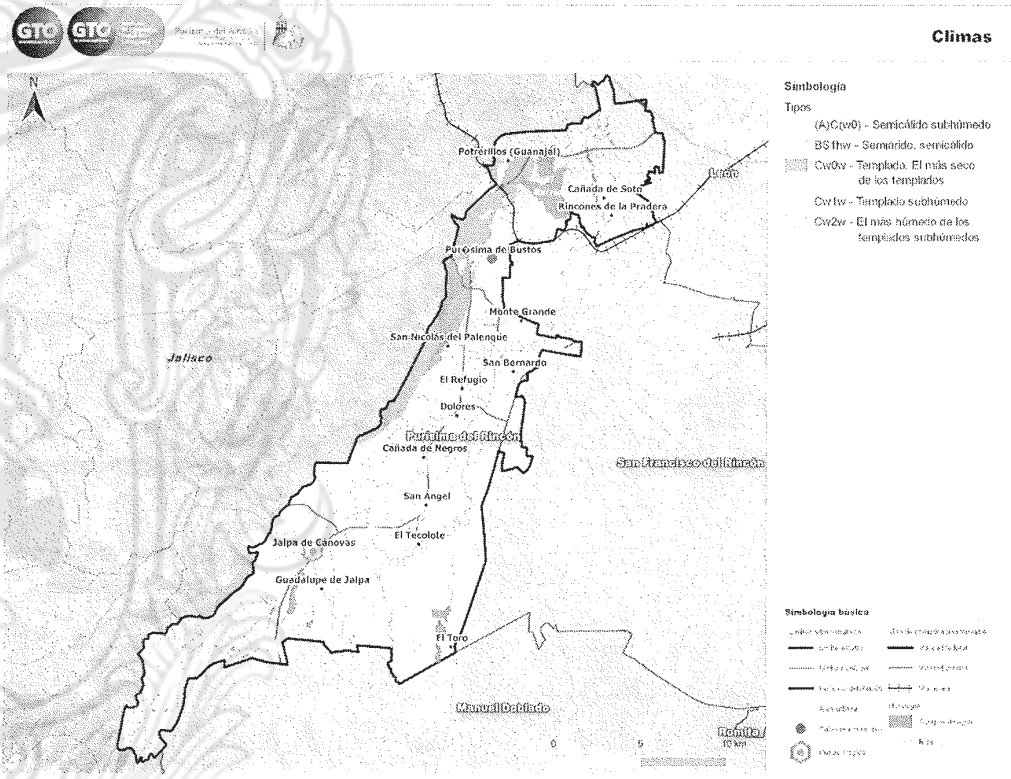 GTO GTO
Climas
N
Simbología
Tipos
(A)C(w0) - Semicálido subhúmedo
BS1hw - Semiárido, semicálido
Cw0w - Templado. El más seco
de los templados
Cw1w - Templado subhúmedo
Cw2w - El más húmedo de los
templados subhúmedos
Potrerillos (Guanajal)
León
Cañada de Soto
Rincones de la Pradera
Purísima de Bustos
Monte Grande
San Nicolás del Palenque
Jalisco
San Bernardo
El Refugio
Dolores
Purísima del Rincón
Cañada de Negros
San Francisco del Rincón
San Ángel
El Tecolote
Jalpa de Cánovas
Guadalupe de Jalpa
El Toro
Manuel Doblado
Romita
0 5 10 km
Simbología básica